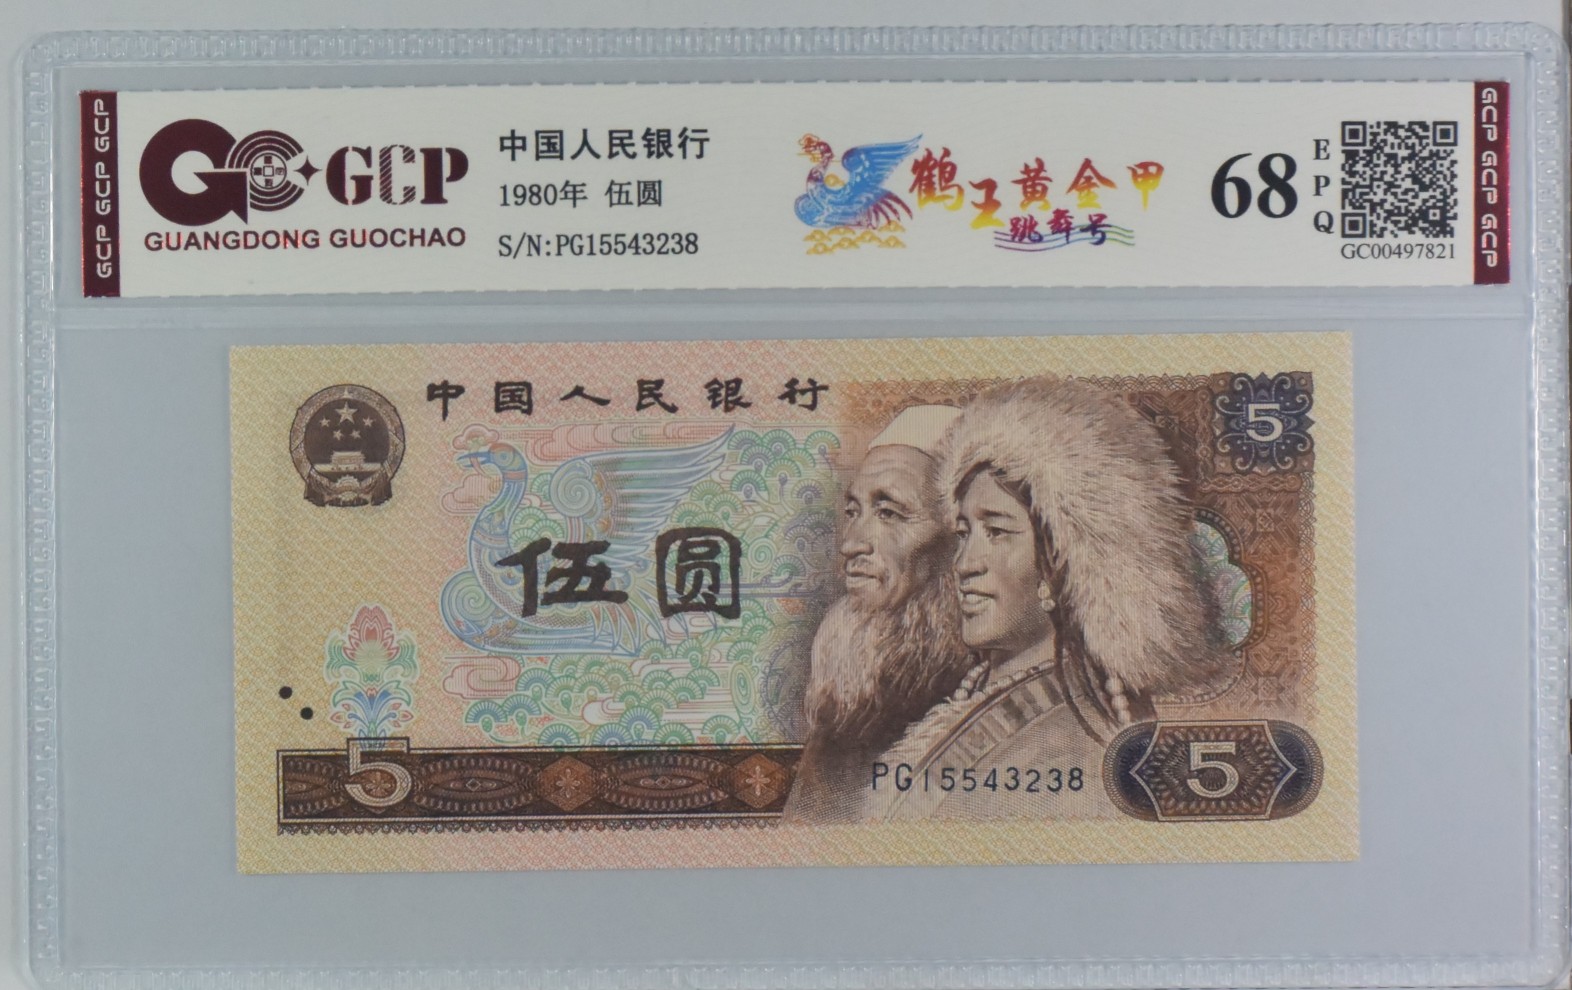 GCP GCP GCP
GCP
GUANGDONG GUOCHAO
中国人民银行
1980年 伍圆
S/N:PG15543238
鹤王黄金甲
跳舞号
68
EPQ
GC00497821
GCP GCP GCP
中国人民银行
5
伍圆
5
PG15543238
5